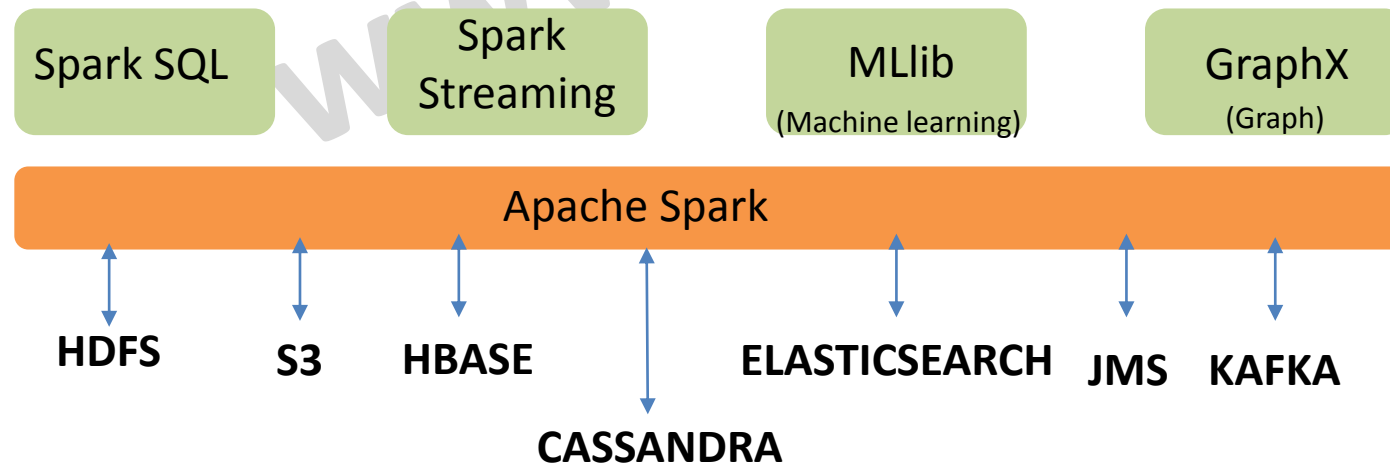 Spark SQL
Spark
Streaming
MLlib
(Machine learning)
GraphX
(Graph)
Apache Spark
HDFS
S3
HBASE
CASSANDRA
ELASTICSEARCH
JMS
KAFKA